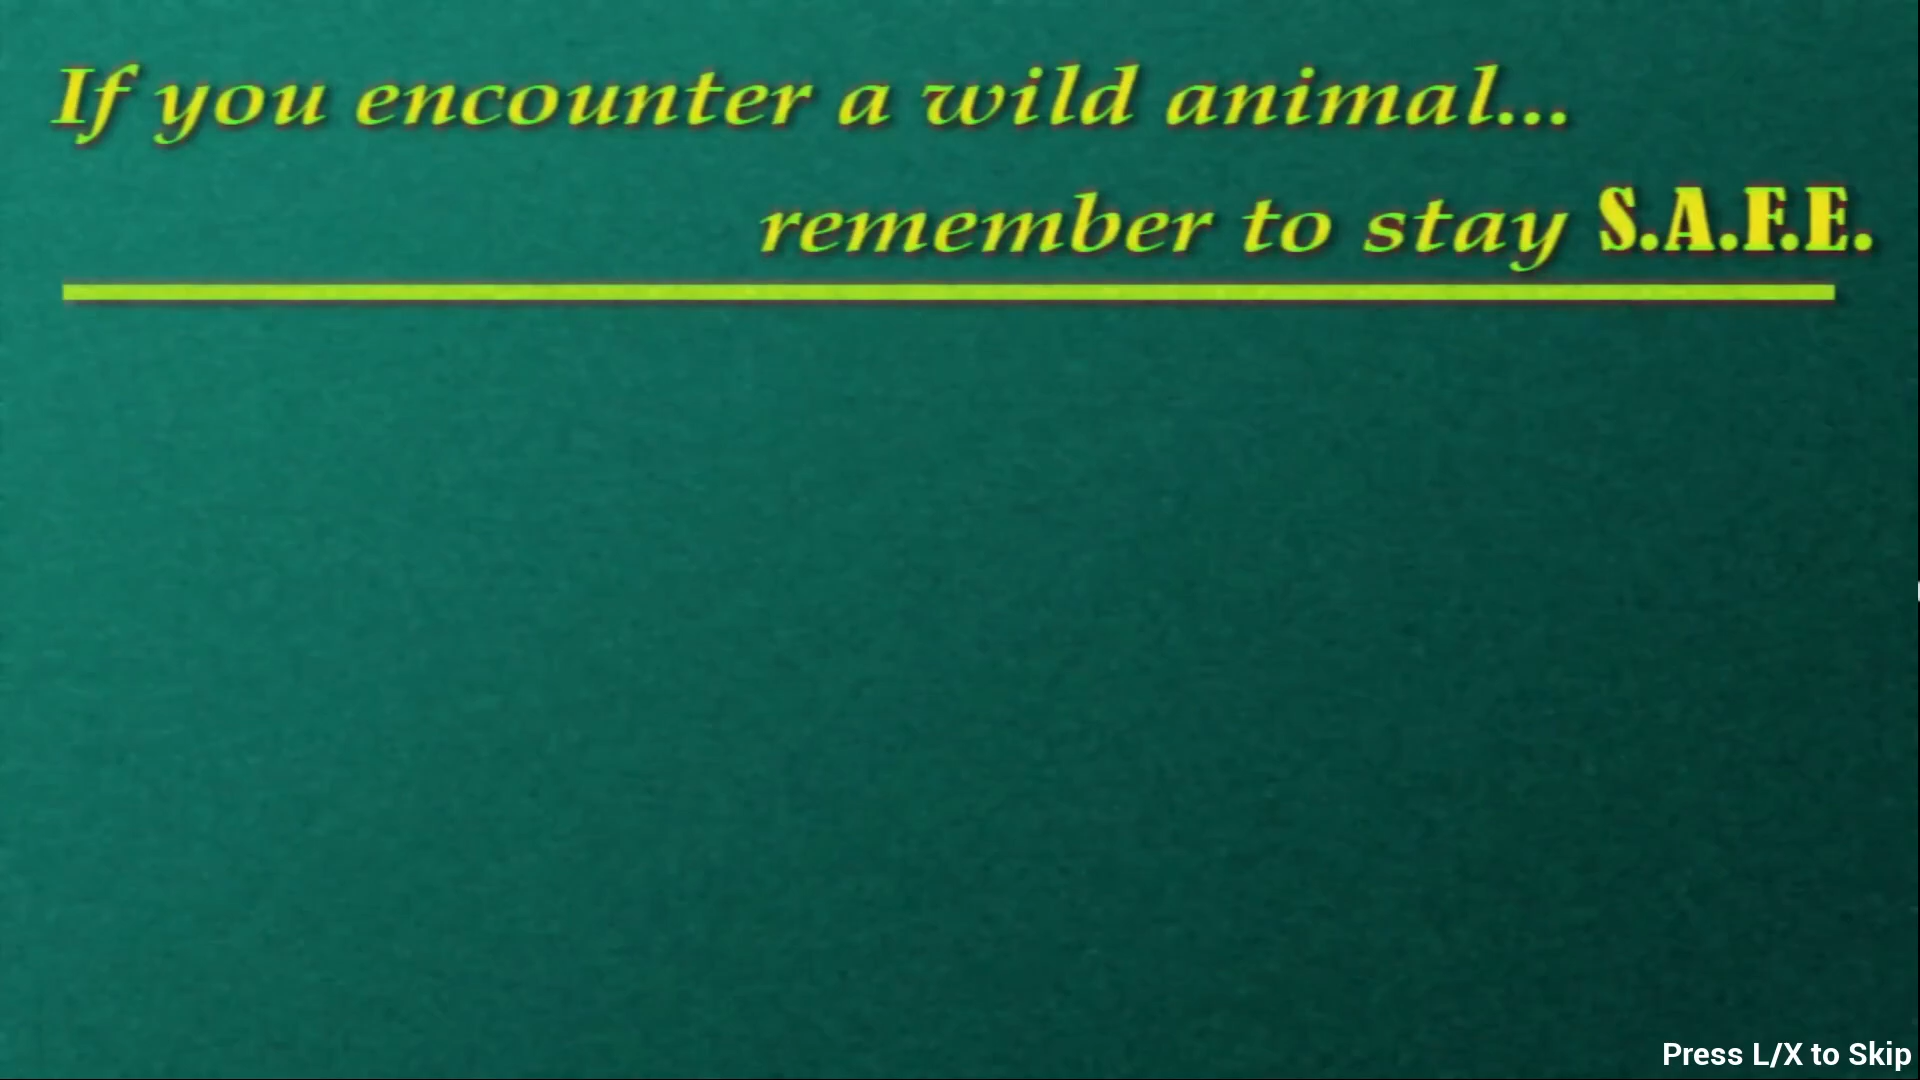 If you encounter a wild animal...
remember to stay S.A.F.E.
Press L/X to Skip